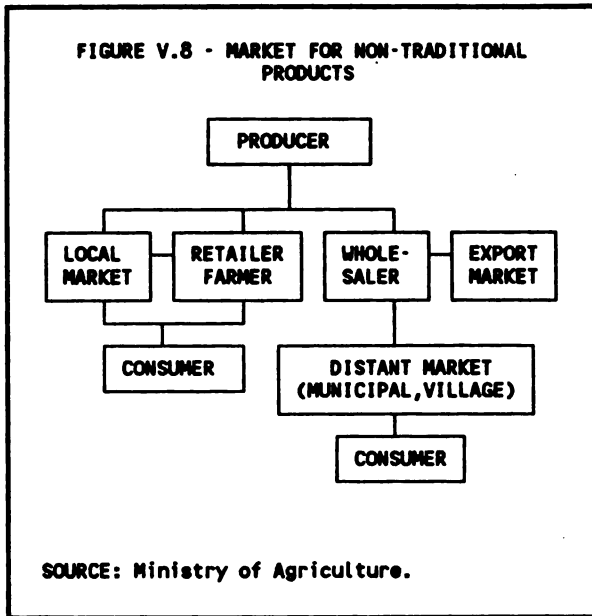 FIGURE V.8 - MARKET FOR NON-TRADITIONAL
PRODUCTS
PRODUCER
LOCAL
MARKET
RETAILER
FARMER
WHOLE-
SALER
EXPORT
MARKET
CONSUMER
DISTANT MARKET
(MUNICIPAL,VILLAGE)
CONSUMER
SOURCE: Ministry of Agriculture.